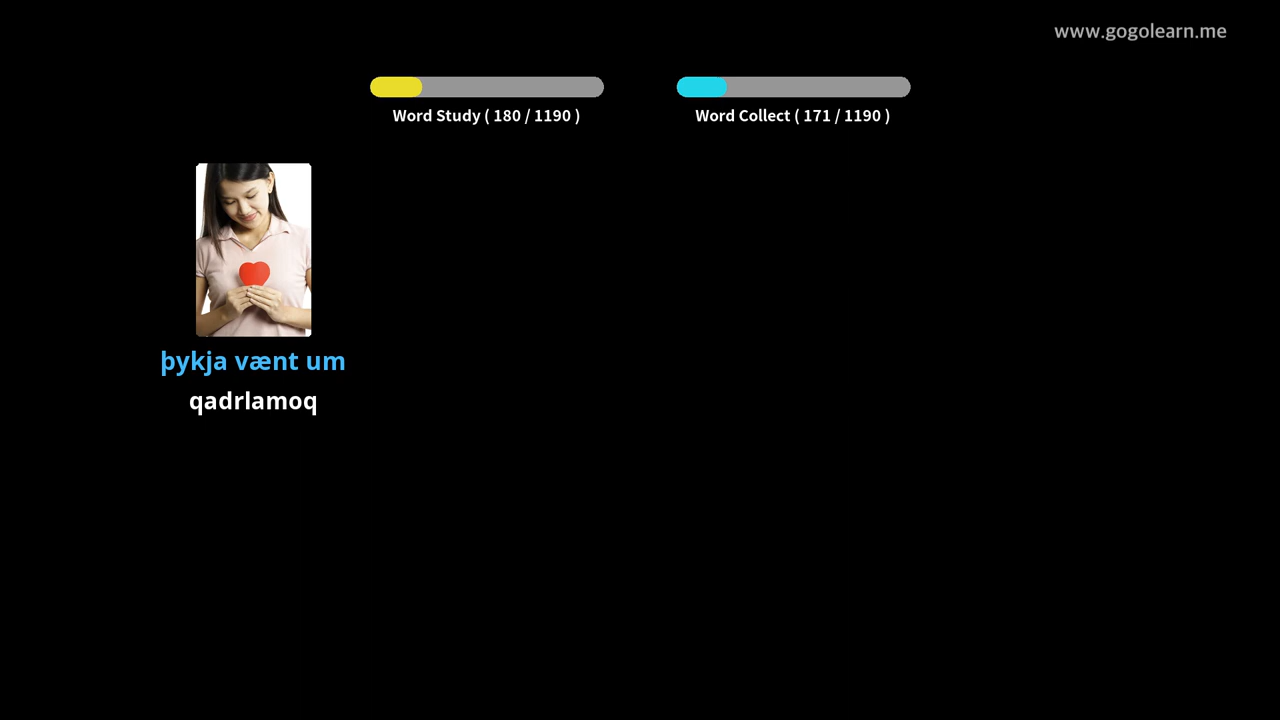 www.gogolearn.me
Word Study ( 180 / 1190 )
Word Collect ( 171 / 1190 )
þykja vænt um
qadrlamoq